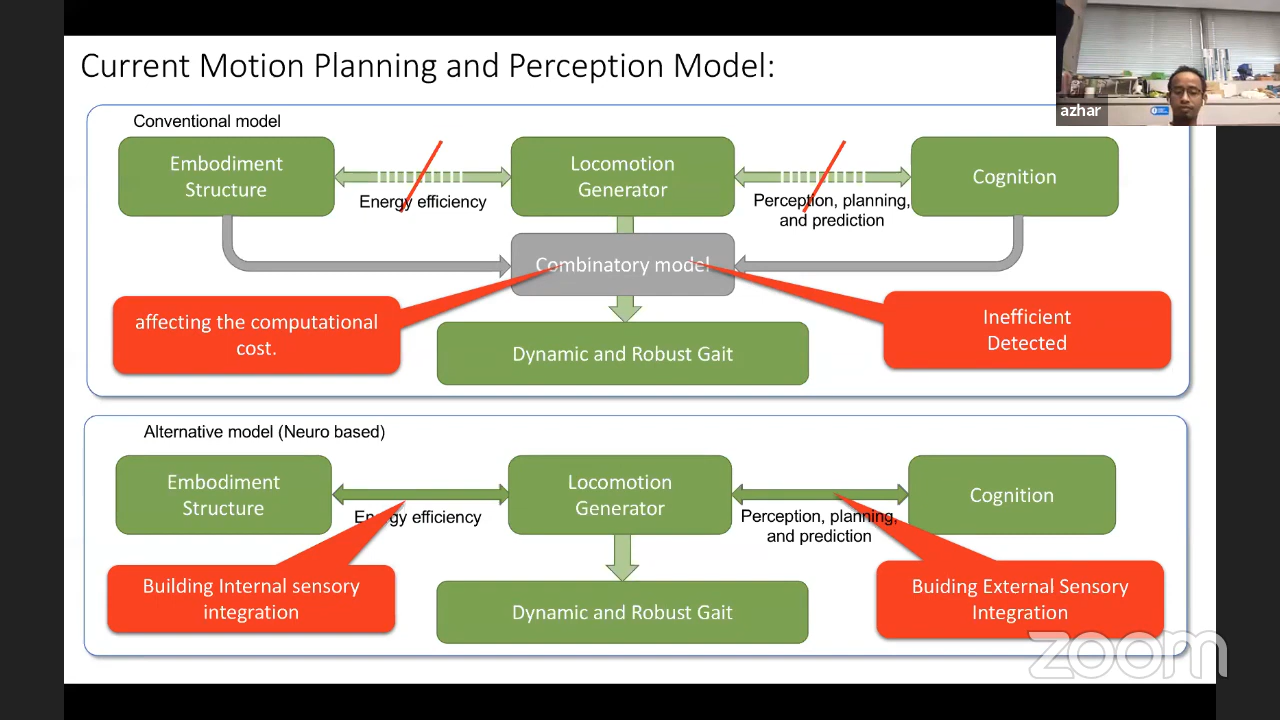 Current Motion Planning and Perception Model:
azhar
Conventional model
Embodiment
Structure
Energy efficiency
Locomotion
Generator
Perception, planning,
and prediction
Cognition
Combinatory model
affecting the computational
cost.
Inefficient
Detected
Dynamic and Robust Gait
Alternative model (Neuro based)
Embodiment
Structure
Energy efficiency
Locomotion
Generator
Perception, planning,
and prediction
Cognition
Building Internal sensory
integration
Dynamic and Robust Gait
Buiding External Sensory
Integration
zoom